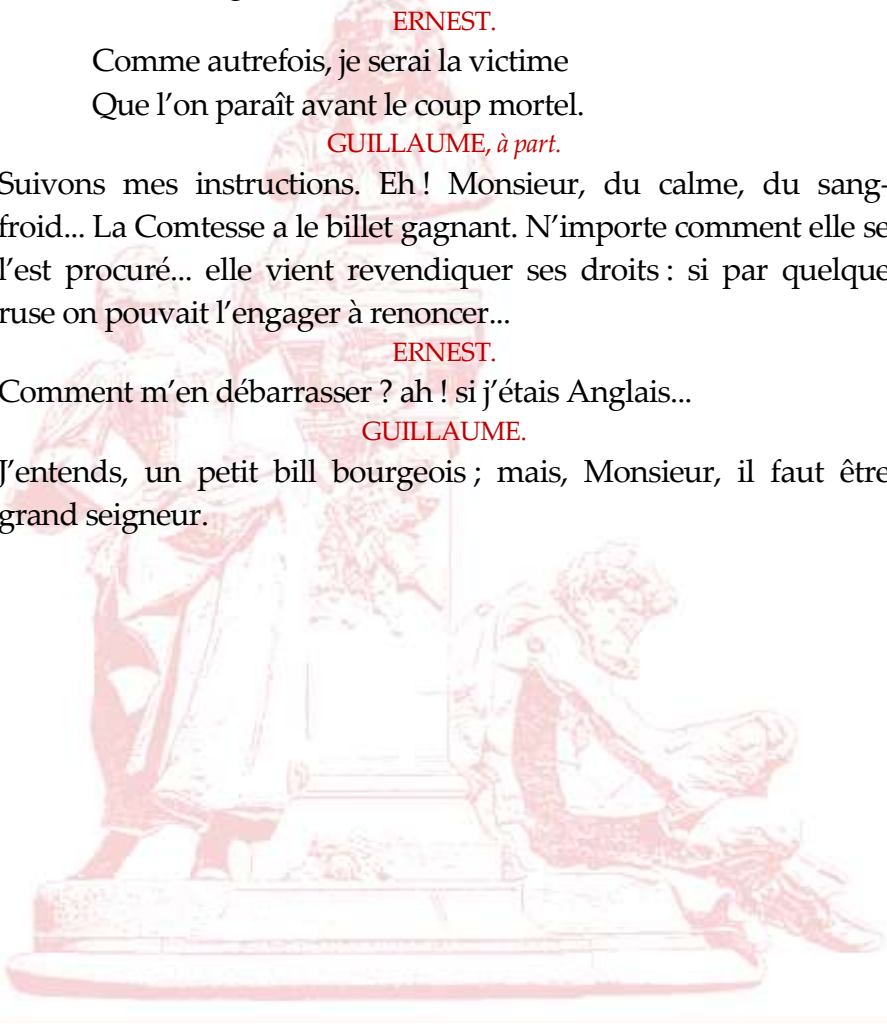 ERNEST.
Comme autrefois, je serai la victime
Que l’on paraît avant le coup mortel.
GUILLAUME, à part.
Suivons mes instructions. Eh ! Monsieur, du calme, du sang-
froid... La Comtesse a le billet gagnant. N’importe comment elle se
l’est procuré... elle vient revendiquer ses droits : si par quelque
ruse on pouvait l’engager à renoncer...
ERNEST.
Comment m’en débarrasser ? ah ! si j’étais Anglais...
GUILLAUME.
J’entends, un petit bill bourgeois ; mais, Monsieur, il faut être
grand seigneur.